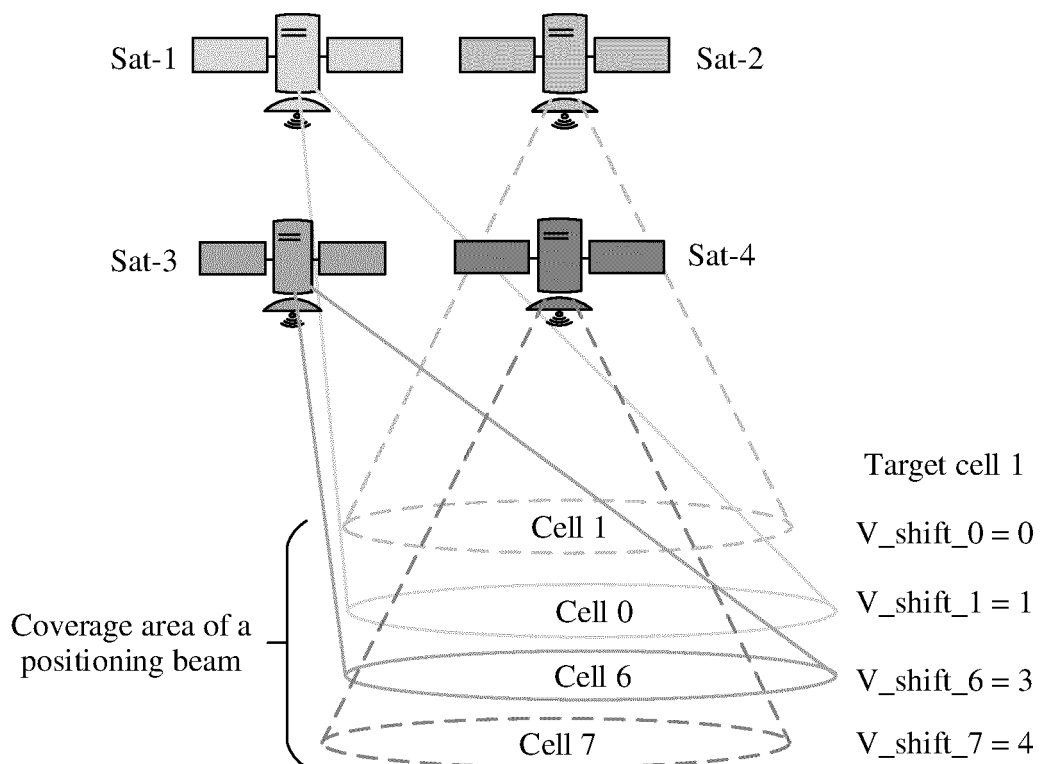 Sat-1
Sat-2
Sat-3
Sat-4
Target cell 1
Cell 1
V_shift_0 = 0
Cell 0
V_shift_1 = 1
Coverage area of a
positioning beam
Cell 6
V_shift_6 = 3
Cell 7
V_shift_7 = 4